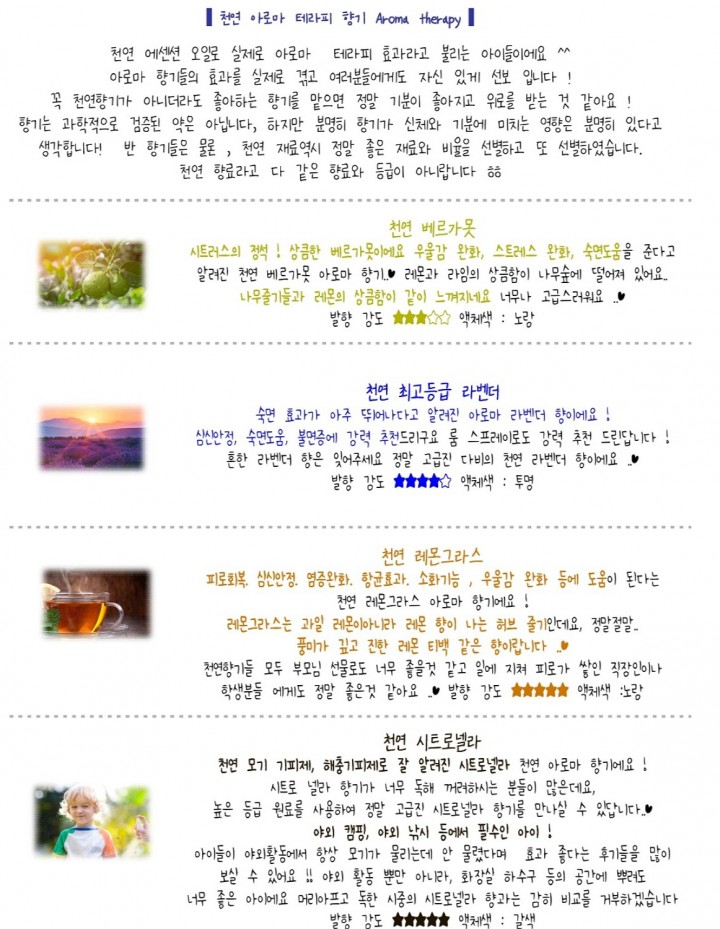 ▌천연 아로마 테라피 향기 Aroma therapy▐
천연 에센션 오일로 실제로 아로마 테라피 효과라고 불리는 아이들이에요 ^^
아로마 향기들의 효과를 실제로 겪고 여러분들에게도 자신 있게 선보 입니다 !
꼭 천연향기가 아니더라도 좋아하는 향기를 맡으면 정말 기분이 좋아지고 위로를 받는 것 같아요 !
향기는 과학적으로 검증된 약은 아닙니다, 하지만 분명히 향기가 신체와 기분에 미치는 영향은 분명히 있다고
생각합니다! 반 향기들은 물론 , 천연 재료역시 정말 좋은 재료와 비율을 선별하고 또 선별하였습니다.
천연 향료라고 다 같은 향료와 등급이 아니랍니다 ㅎㅎ
천연 베르가못
시트러스의 정석 ! 상큼한 베르가못이에요 우울감 완화, 스트레스 완화, 숙면도움을 준다고
알려진 천연 베르가못 아로마 향기..♥ 레몬과 라임의 상큼함이 나무숲에 떨어져 있어요..
나무줄기들과 레몬의 상큼함이 같이 느껴지네요 너무나 고급스러워요 ..♥
발향 강도 ★★★☆☆ 액체색 : 노랑
천연 최고등급 라벤더
숙면 효과가 아주 뛰어나다고 알려진 아로마 라벤더 향이에요 !
심신안정, 숙면도움, 불면증에 강력 추천드리구요 룸 스프레이로도 강력 추천 드린답니다 !
흔한 라벤더 향은 잊어주세요 정말 고급진 다비의 천연 라벤더 향이에요 ..♥
발향 강도 ★★★★☆ 액체색 : 투명
천연 레몬그라스
피로회복. 심신안정. 염증완화. 항균효과. 소화기능 , 우울감 완화 등에 도움이 된다는
천연 레몬그라스 아로마 향기에요 !
레몬그라스는 과일 레몬이아니라 레몬 향이 나는 허브 줄기인데요, 정말정말..
풍미가 깊고 진한 레몬 티백 같은 향이랍니다 ..♥
천연향기들 모두 부모님 선물로도 너무 좋을것 같고 일에 지쳐 피로가 쌓인 직장인이나
학생분들 에게도 정말 좋은것 같아요 ..♥ 발향 강도 ★★★★★ 액체색 :노랑
천연 시트로넬라
천연 모기 기피제, 해충기피제로 잘 알려진 시트로넬라 천연 아로마 향기에요 !
시트로 넬라 향기가 너무 독해 꺼려하시는 분들이 많은데요,
높은 등급 원료를 사용하여 정말 고급진 시트로넬라 향기를 만나실 수 있답니다..♥
야외 캠핑, 야외 낚시 등에서 필수인 아이 !
아이들이 야외활동에서 항상 모기가 물리는데 안 물렸다며 효과 좋다는 후기들을 많이
보실 수 있어요 !! 야외 활동 뿐만 아니라, 화장실 하수구 등의 공간에 뿌려도
너무 좋은 아이에요 머리아프고 독한 시중의 시트로넬라 향과는 감히 비교를 거부하겠습니다
발향 강도 ★★★★★ 액체색 : 갈색